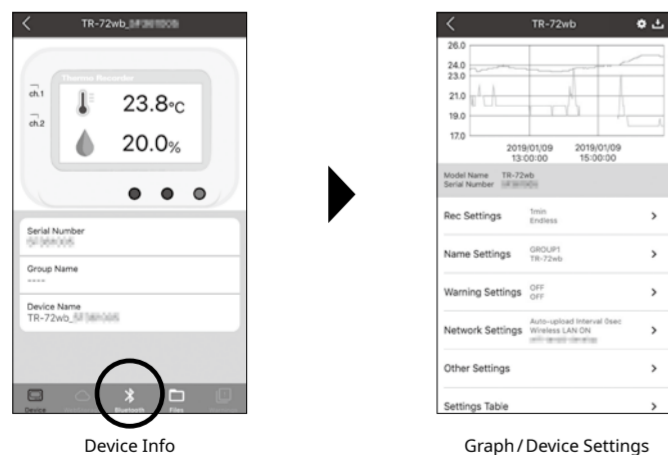 TR-72wb_
Thermo Recorder
ch.1
23.8°C
ch.2
20.0%
Serial Number
Group Name
----
Device Name
TR-72wb_
Device
Bluetooth
Files
Device Info
TR-72wb
26.0
24.0
23.0
21.0
19.0
17.0
2019/01/09 2019/01/09
13:00:00 15:00:00
Model Name TR-72wb
Serial Number
Rec Settings 1min
Endless
Name Settings GROUP1
TR-72wb
Warning Settings OFF
OFF
Network Settings Auto-upload Interval 0sec
Wireless LAN ON
Other Settings
Settings Table
Graph/Device Settings